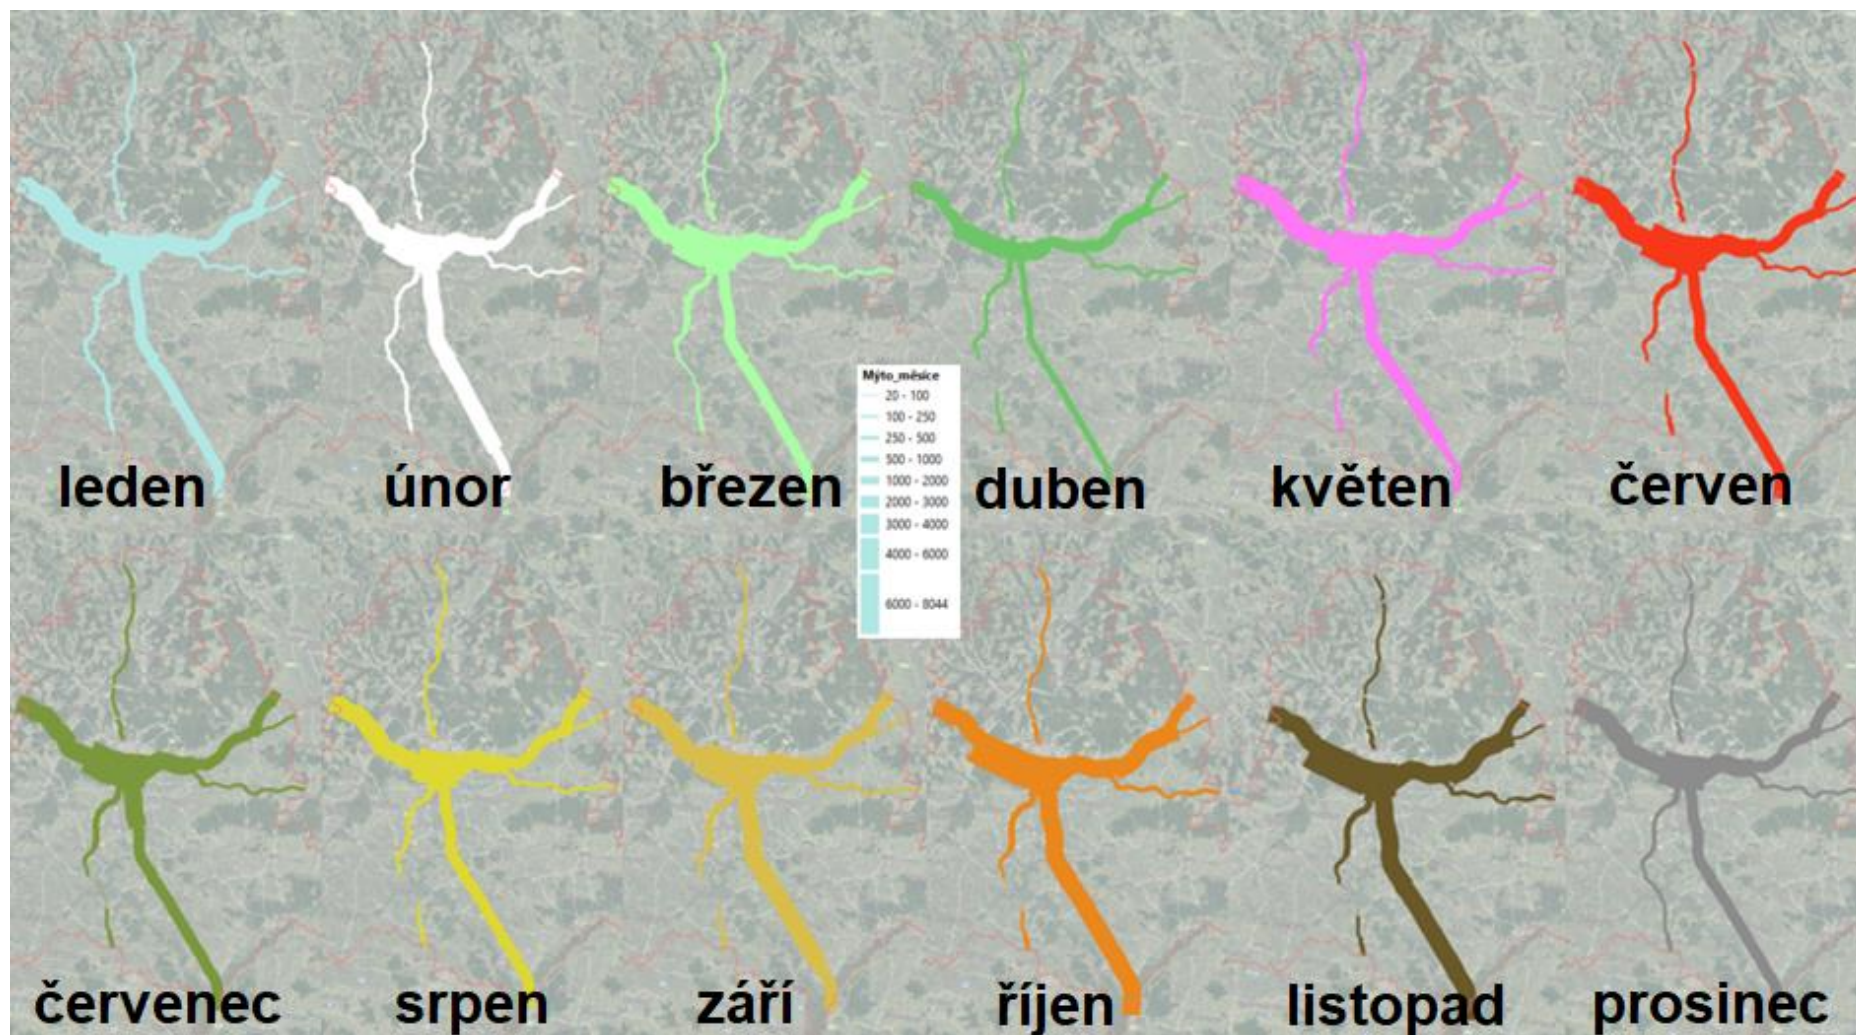 leden
únor
březen
duben
květen
červen
Mýto_měsíce
20 - 100
100 - 250
250 - 500
500 - 1000
1000 - 2000
2000 - 3000
3000 - 4000
4000 - 6000
6000 - 8044
červenec
srpen
září
říjen
listopad
prosinec